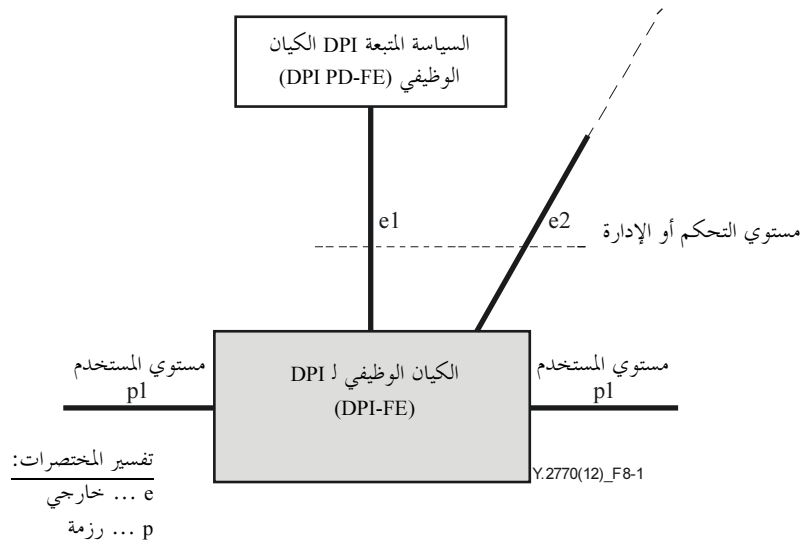 السياسة المتبعة DPI الكيان
الوظيفي (DPI PD-FE)
e1
e2
مستوي التحكم أو الإدارة
مستوي المستخدم
p1
الكيان الوظيفي لـ DPI
(DPI-FE)
مستوي المستخدم
p1
Y.2770(12)_F8-1
تفسير المختصرات:
e ... خارجي
p ... رزمة